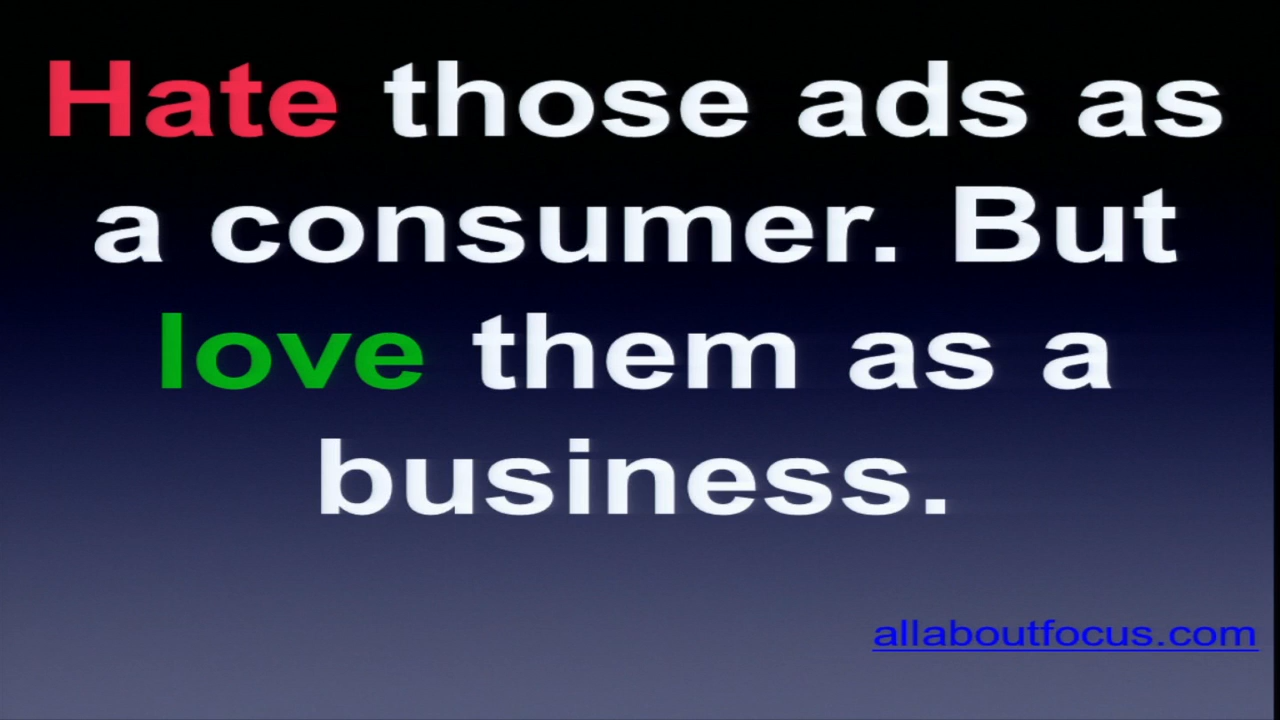 Hate those ads as
a consumer. But
love them as a
business.
allaboutfocus.com